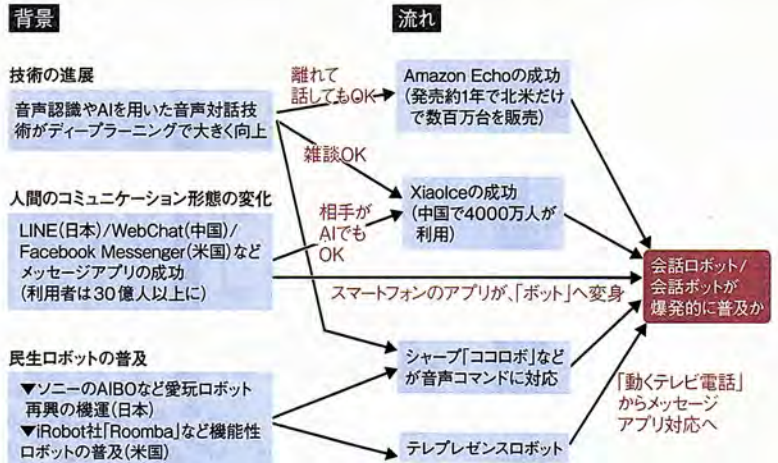 背景
流れ
技術の進展
音声認識やAIを用いた音声対話技
術がディープラーニングで大きく向上
人間のコミュニケーション形態の変化
LINE(日本)/WebChat(中国)/
Facebook Messenger(米国)など
メッセージアプリの成功
(利用者は30億人以上に)
民生ロボットの普及
▼ソニーのAIBOなど愛玩ロボット
再興の機運(日本)
▼iRobot社「Roomba」など機能性
ロボットの普及(米国)
離れて
話してもOK
雑談OK
相手が
AIでも
OK
スマートフォンのアプリが、「ボット」へ変身
Amazon Echoの成功
(発売約1年で北米だけ
で数百万台を販売)
XiaoIceの成功
(中国で4000万人が
利用)
シャープ「ココロボ」など
が音声コマンドに対応
テレプレゼンスロボット
会話ロボット/
会話ボットが
爆発的に普及か
「動くテレビ電話」
からメッセージ
アプリ対応へ